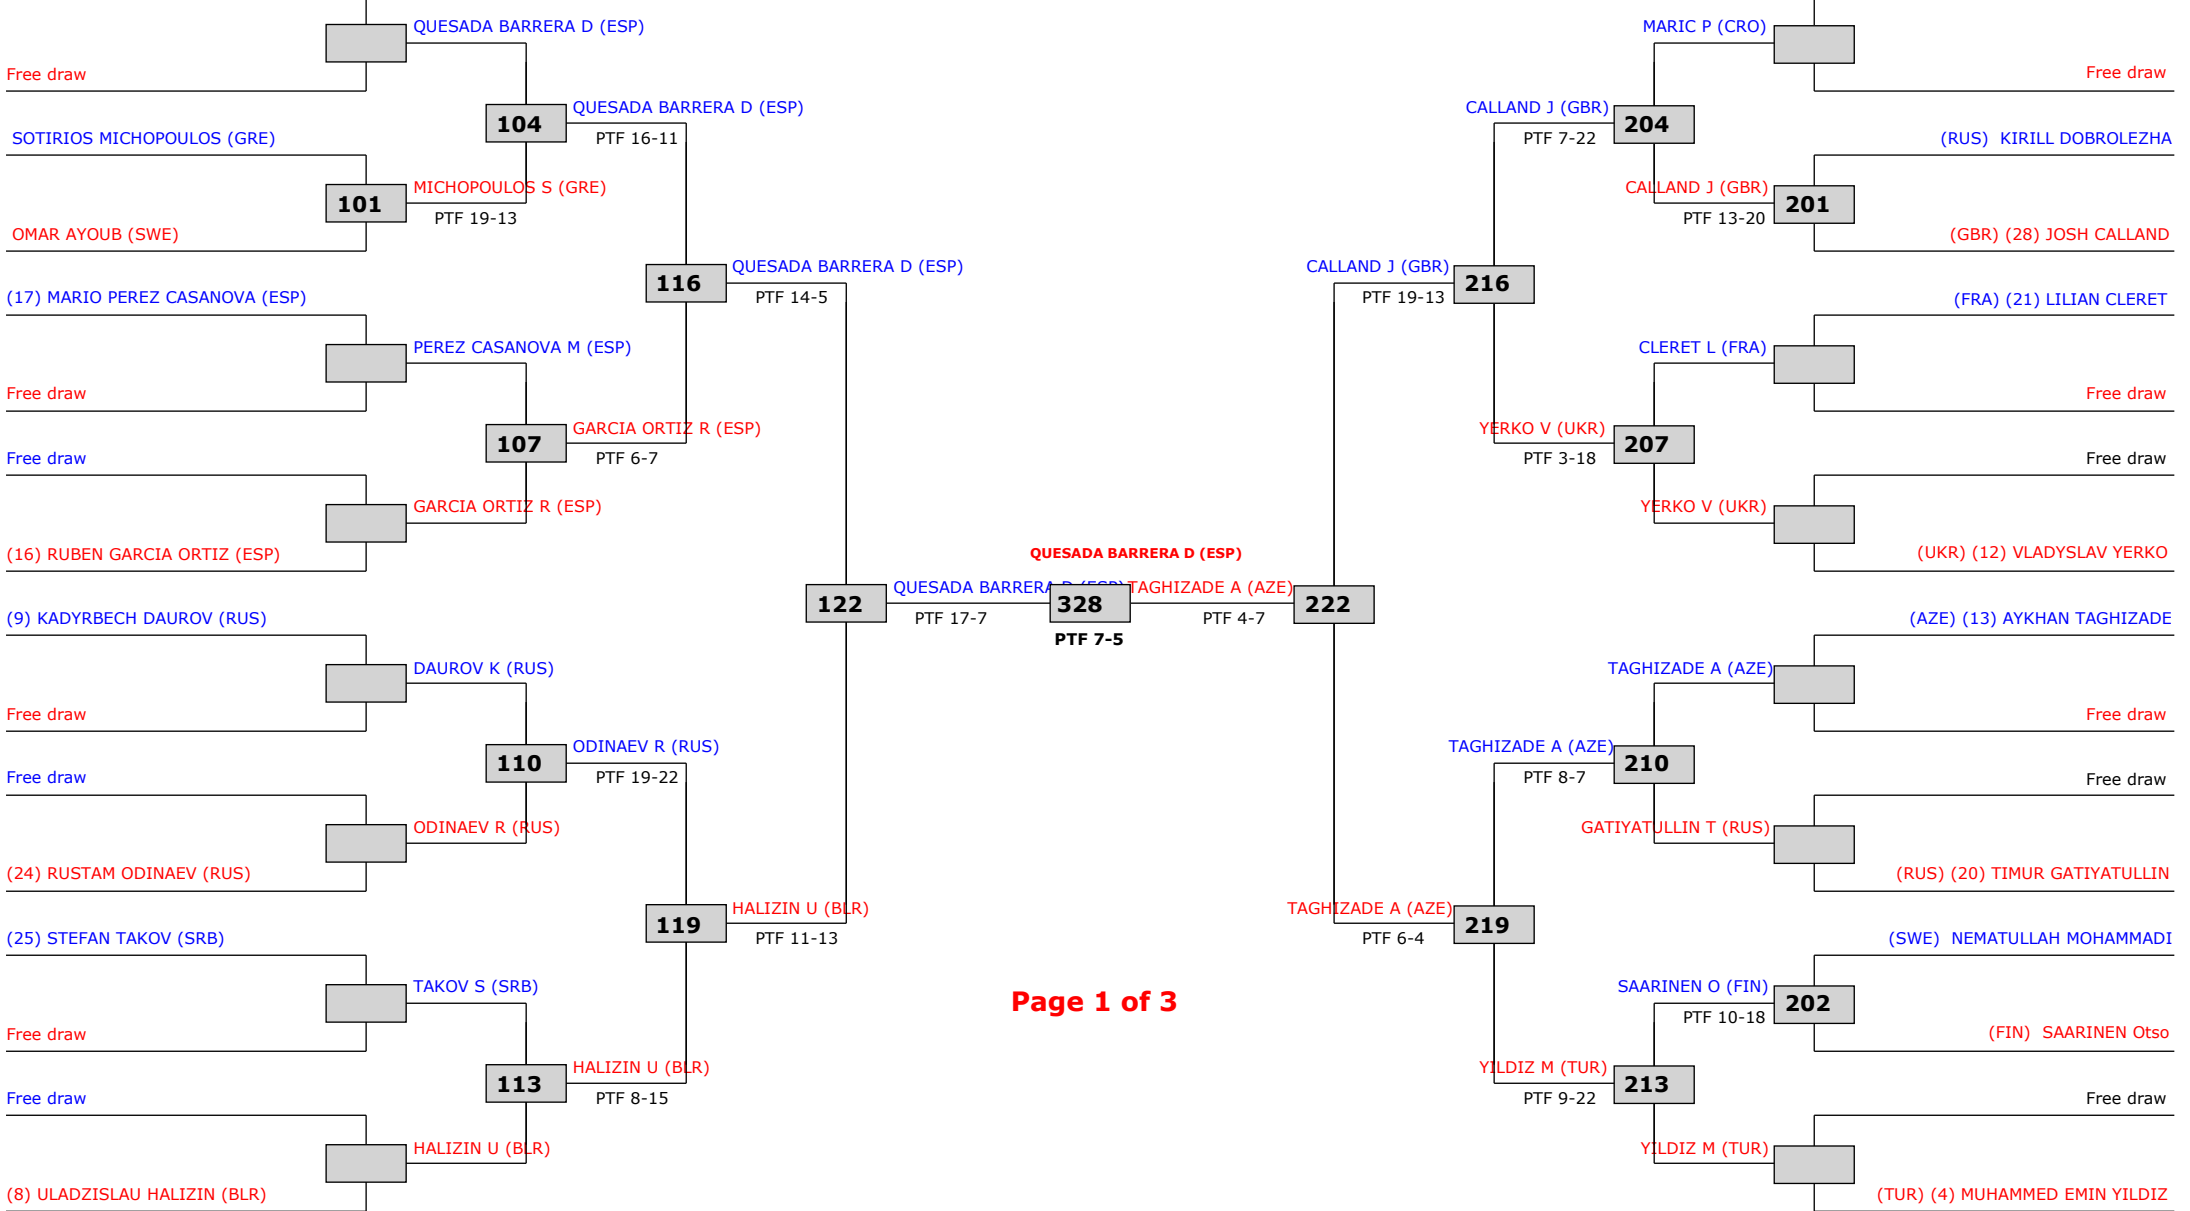 QUESADA BARRERA D (ESP)
Free draw
104
QUESADA BARRERA D (ESP)
PTF 16-11
SOTIRIOS MICHOPOULOS (GRE)
101
MICHOPOULOS S (GRE)
PTF 19-13
OMAR AYOUB (SWE)
116
QUESADA BARRERA D (ESP)
PTF 14-5
(17) MARIO PEREZ CASANOVA (ESP)
PEREZ CASANOVA M (ESP)
Free draw
107
GARCIA ORTIZ R (ESP)
PTF 6-7
Free draw
GARCIA ORTIZ R (ESP)
(16) RUBEN GARCIA ORTIZ (ESP)
122
QUESADA BARRERA D (ESP)
PTF 17-7
(9) KADYRBECH DAUROV (RUS)
DAUROV K (RUS)
Free draw
110
ODINAEV R (RUS)
PTF 19-22
Free draw
ODINAEV R (RUS)
(24) RUSTAM ODINAEV (RUS)
119
HALIZIN U (BLR)
PTF 11-13
(25) STEFAN TAKOV (SRB)
TAKOV S (SRB)
Free draw
113
HALIZIN U (BLR)
PTF 8-15
Free draw
HALIZIN U (BLR)
(8) ULADZISLAU HALIZIN (BLR)
QUESADA BARRERA D (ESP)
328
PTF 7-5
Page 1 of 3
MARIC P (CRO)
Free draw
CALLAND J (GBR)
204
PTF 7-22
(RUS) KIRILL DOBROLEZHA
CALLAND J (GBR)
201
PTF 13-20
(GBR) (28) JOSH CALLAND
CALLAND J (GBR)
216
PTF 19-13
(FRA) (21) LILIAN CLERET
CLERET L (FRA)
Free draw
YERKO V (UKR)
207
PTF 3-18
Free draw
YERKO V (UKR)
(UKR) (12) VLADYSLAV YERKO
TAGHIZADE A (AZE)
222
PTF 4-7
(AZE) (13) AYKHAN TAGHIZADE
TAGHIZADE A (AZE)
Free draw
TAGHIZADE A (AZE)
210
PTF 8-7
Free draw
GATIYATULLIN T (RUS)
(RUS) (20) TIMUR GATIYATULLIN
TAGHIZADE A (AZE)
219
PTF 6-4
(SWE) NEMATULLAH MOHAMMADI
SAARINEN O (FIN)
202
PTF 10-18
(FIN) SAARINEN Otso
YILDIZ M (TUR)
213
PTF 9-22
Free draw
YILDIZ M (TUR)
(TUR) (4) MUHAMMED EMIN YILDIZ